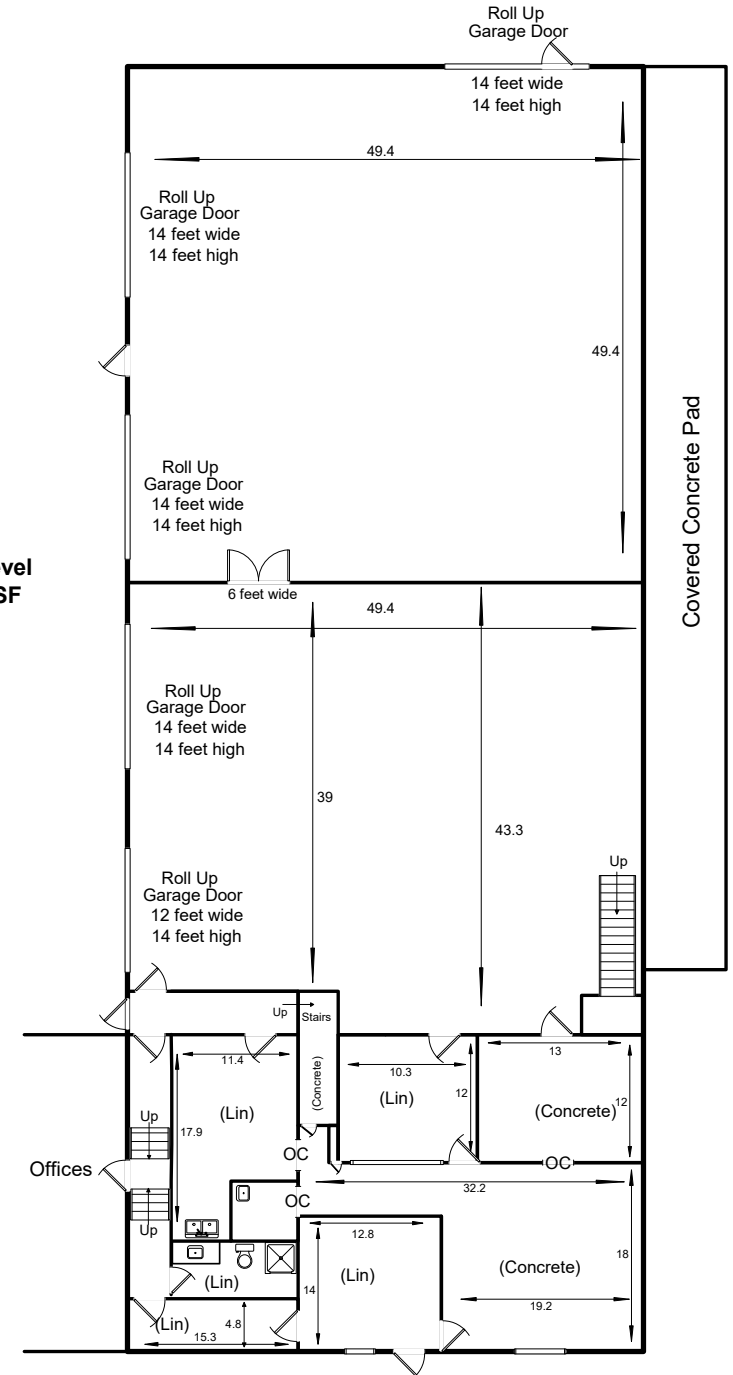 Roll Up
Garage Door
14 feet wide
14 feet high
49.4
Roll Up
Garage Door
14 feet wide
14 feet high
49.4
Covered Concrete Pad
Roll Up
Garage Door
14 feet wide
14 feet high
vel
SF
6 feet wide
49.4
Roll Up
Garage Door
14 feet wide
14 feet high
39
43.3
Up
Roll Up
Garage Door
12 feet wide
14 feet high
Up
Stairs
(Concrete)
11.4
10.3
12
13
12
(Lin)
(Lin)
(Concrete)
17.9
Up
OC
OC
Offices
32.2
OC
Up
12.8
(Lin)
14
(Lin)
(Concrete)
18
19.2
(Lin)
4.8
15.3